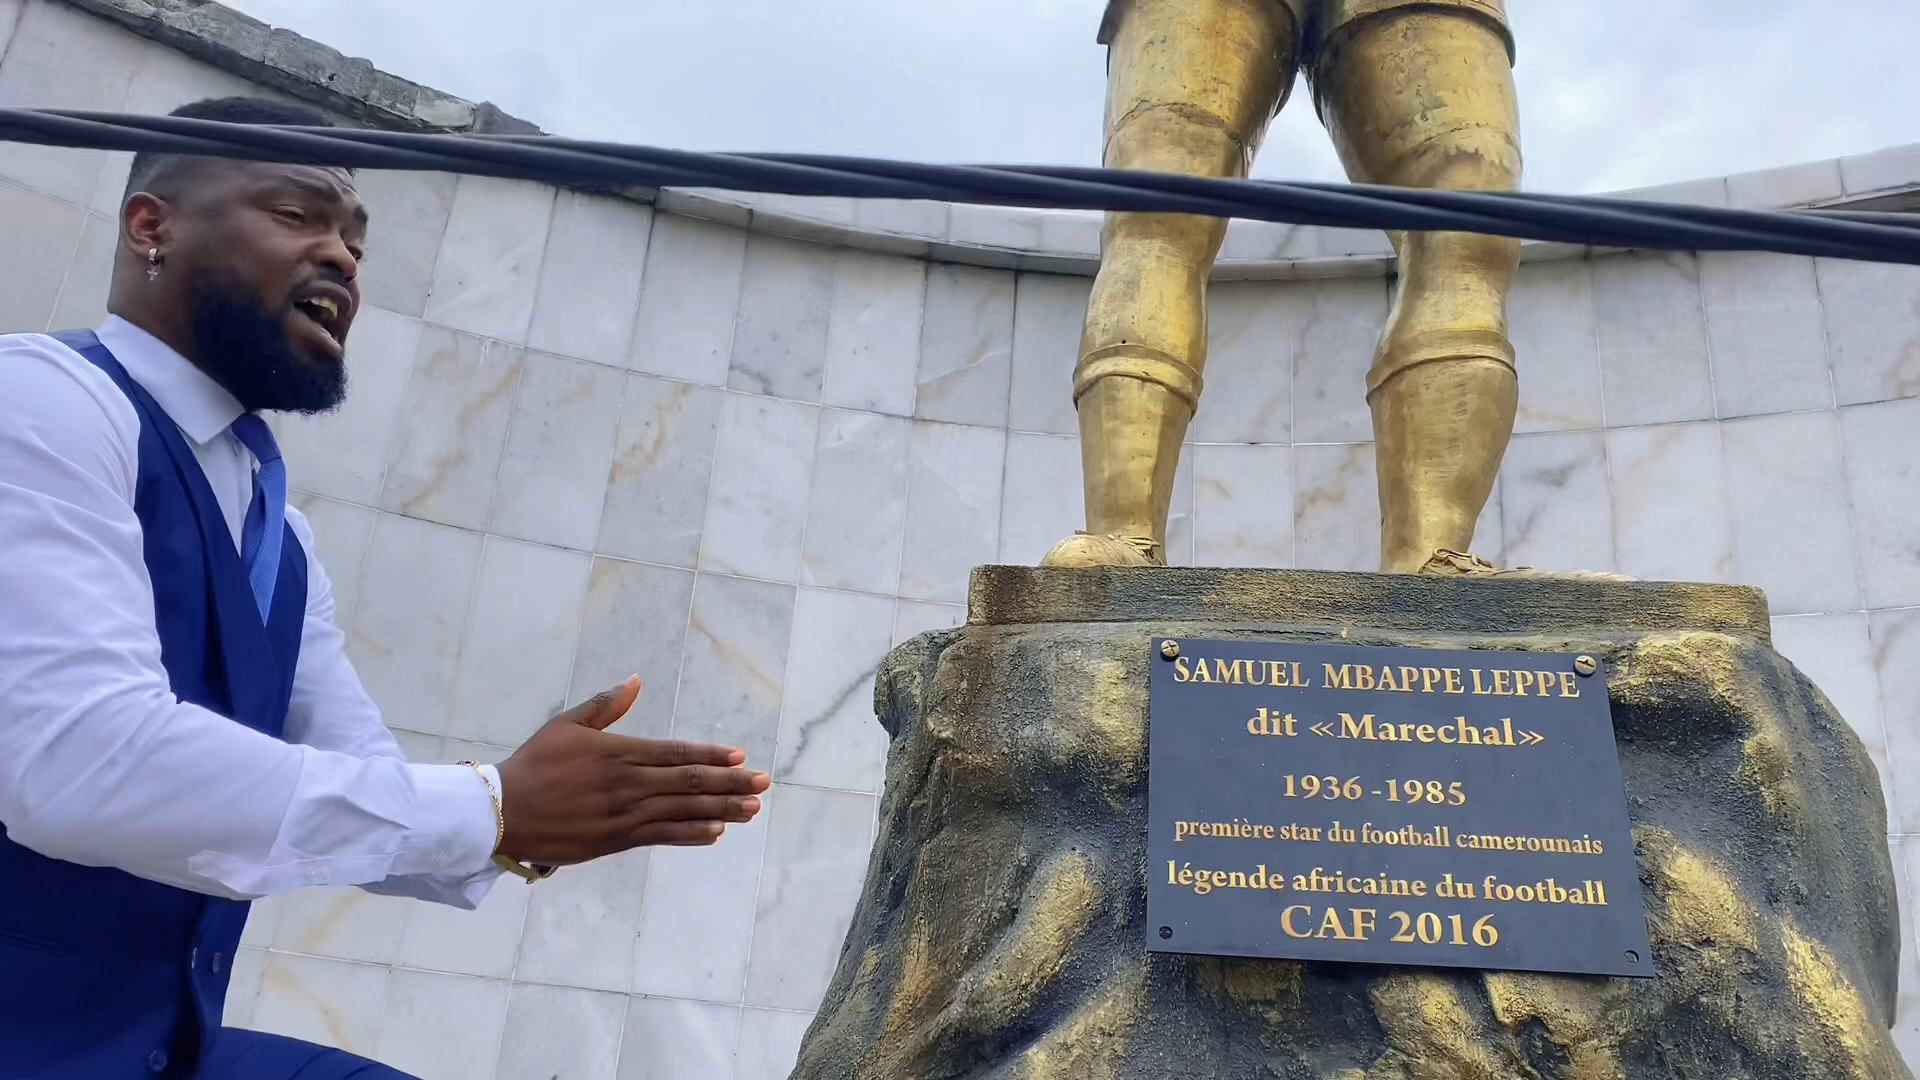 SAMUEL MBAPPE LEPPE
dit «Marechal»
1936 -1985
première star du football camerounais
légende africaine du football
CAF 2016